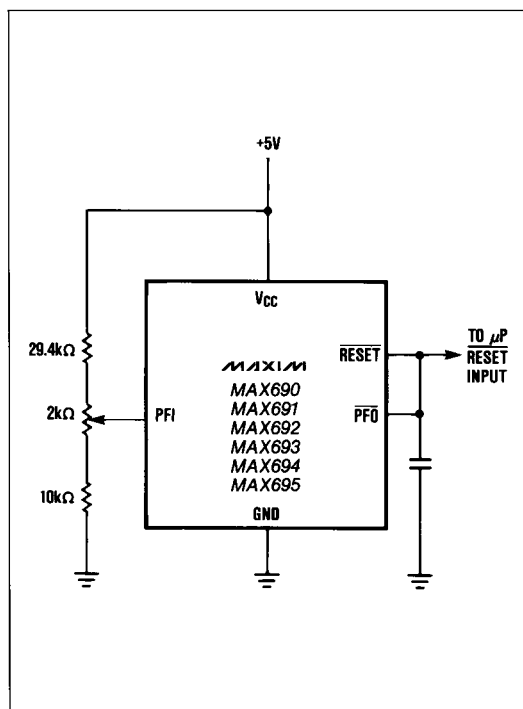 +5V
VCC
29.4kΩ
2kΩ
10kΩ
PFI
MAXIM
MAX690
MAX691
MAX692
MAX693
MAX694
MAX695
GND
RESET
PFO
TO μP
RESET
INPUT